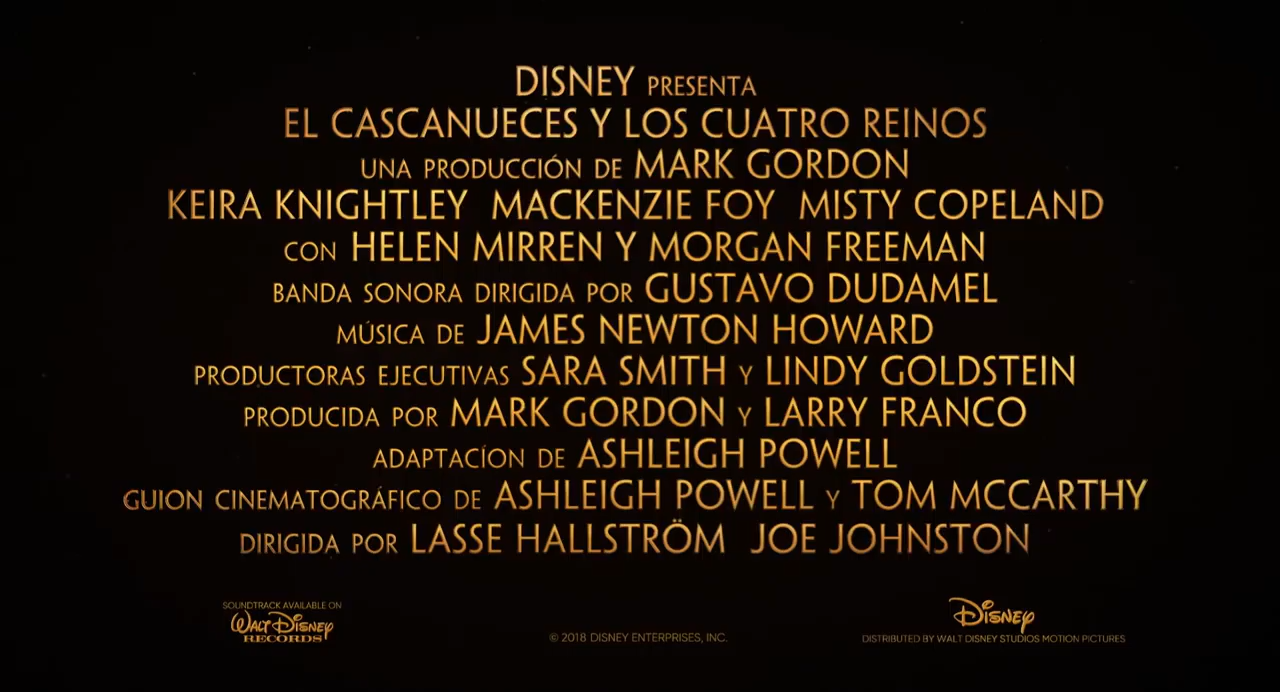 DISNEY PRESENTA
EL CASCANUECES Y LOS CUATRO REINOS
UNA PRODUCCIÓN DE MARK GORDON
KEIRA KNIGHTLEY MACKENZIE FOY MISTY COPELAND
CON HELEN MIRREN Y MORGAN FREEMAN
BANDA SONORA DIRIGIDA POR GUSTAVO DUDAMEL
MÚSICA DE JAMES NEWTON HOWARD
PRODUCTORAS EJECUTIVAS SARA SMITH Y LINDY GOLDSTEIN
PRODUCIDA POR MARK GORDON Y LARRY FRANCO
ADAPTACÍON DE ASHLEIGH POWELL
GUION CINEMATOGRÁFICO DE ASHLEIGH POWELL Y TOM MCCARTHY
DIRIGIDA POR LASSE HALLSTRÖM JOE JOHNSTON
SOUNDTRACK AVAILABLE ON
WALT DISNEY
RECORDS
© 2018 DISNEY ENTERPRISES, INC.
DISNEY
DISTRIBUTED BY WALT DISNEY STUDIOS MOTION PICTURES